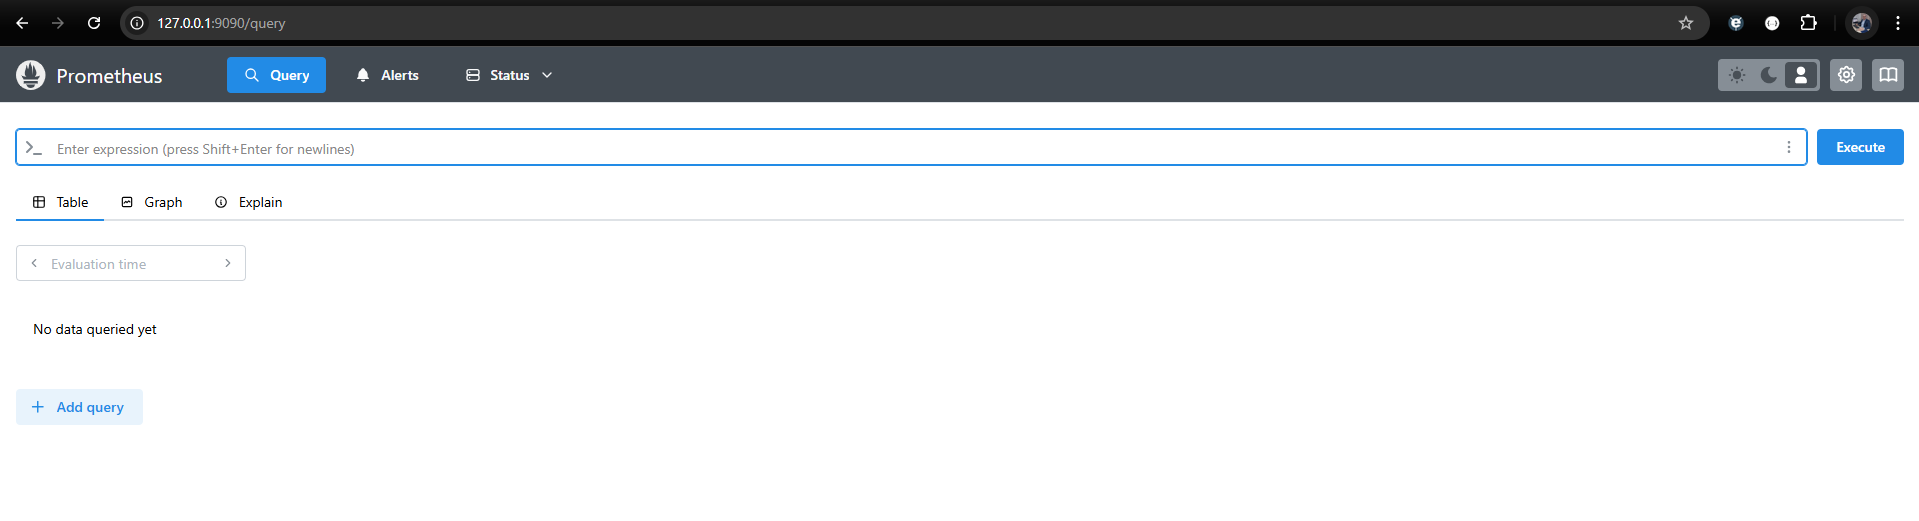 127.0.0.1:9090/query
Prometheus Query Alerts Status
Enter expression (press Shift+Enter for newlines) Execute
Table Graph Explain
Evaluation time
No data queried yet
Add query